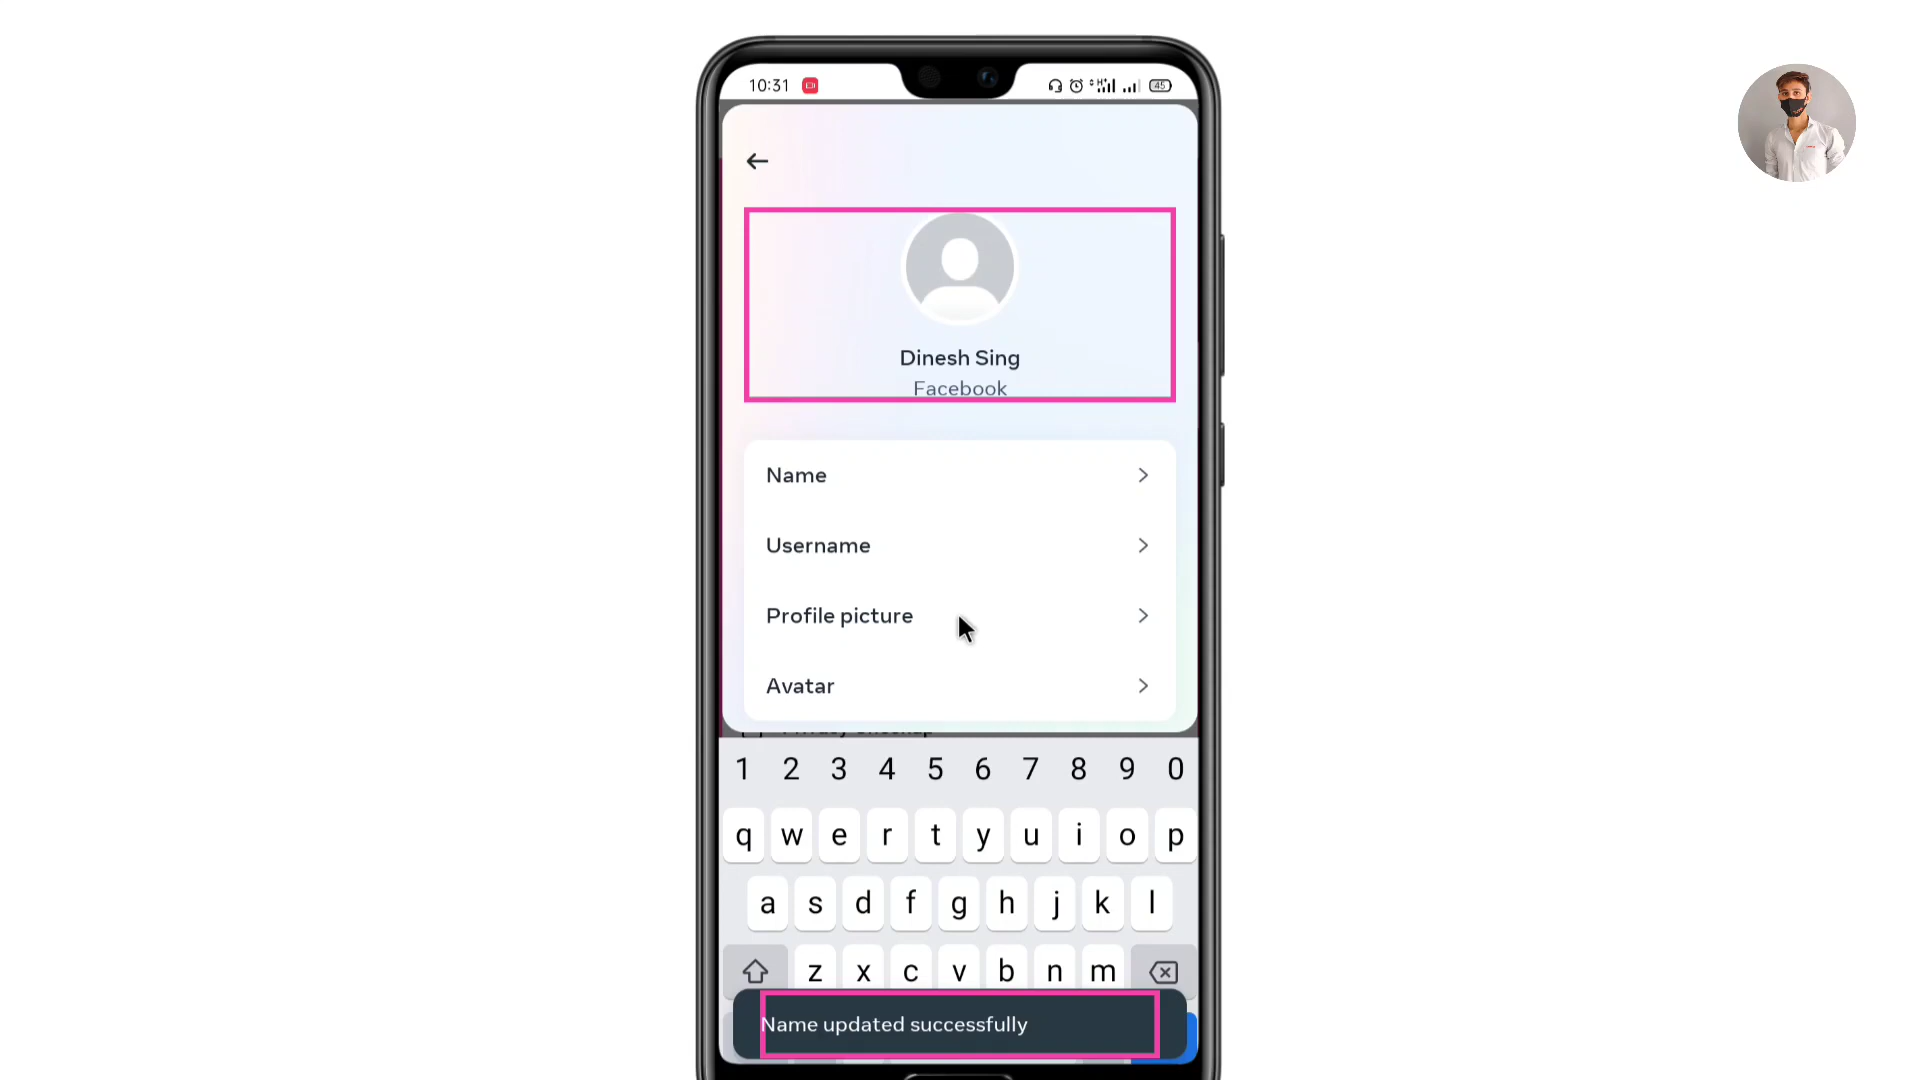 10:31
45
Dinesh Sing
Facebook
Name
Username
Profile picture
Avatar
1 2 3 4 5 6 7 8 9 0
q w e r t y u i o p
a s d f g h j k l
z x c v b n m
Name updated successfully